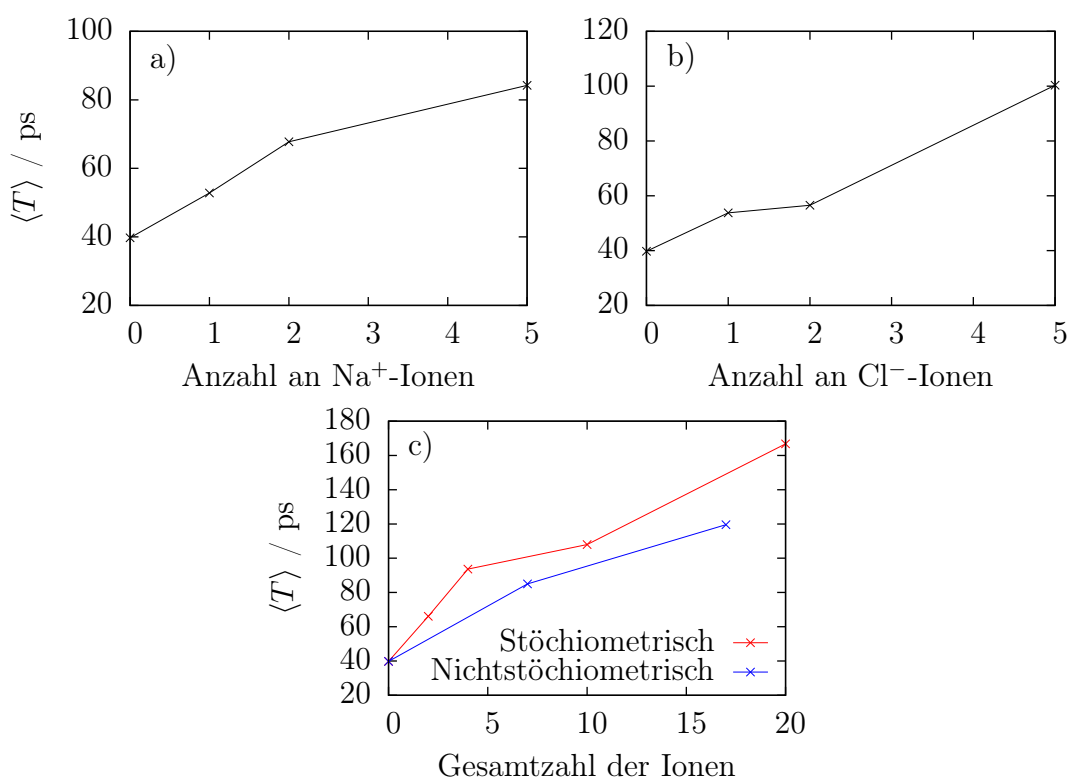 a)
⟨T⟩ / ps
100
80
60
40
20
0 1 2 3 4 5
Anzahl an Na⁺-Ionen
b)
120
100
80
60
40
20
0 1 2 3 4 5
Anzahl an Cl⁻-Ionen
c)
⟨T⟩ / ps
180
160
140
120
100
80
60
40
20
Stöchiometrisch
Nichtstöchiometrisch
0 5 10 15 20
Gesamtzahl der Ionen